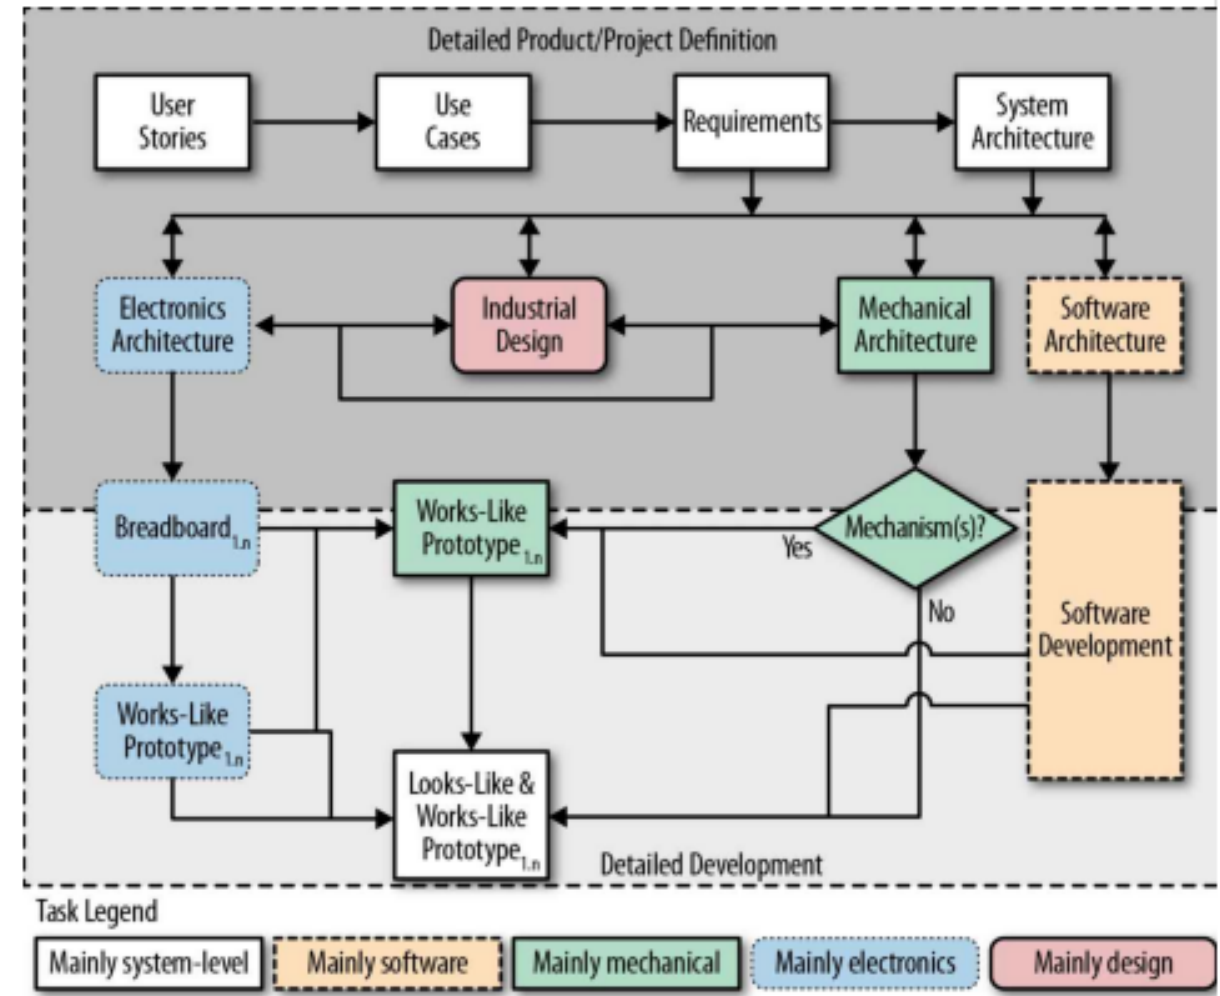 Detailed Product/Project Definition
User
Stories
Use
Cases
Requirements
System
Architecture
Electronics
Architecture
Industrial
Design
Mechanical
Architecture
Software
Architecture
Breadboard1.n
Works-Like
Prototype1.n
Mechanism(s)?
Yes
No
Software
Development
Works-Like
Prototype1.n
Looks-Like &
Works-Like
Prototype1.n
Detailed Development
Task Legend
Mainly system-level
Mainly software
Mainly mechanical
Mainly electronics
Mainly design